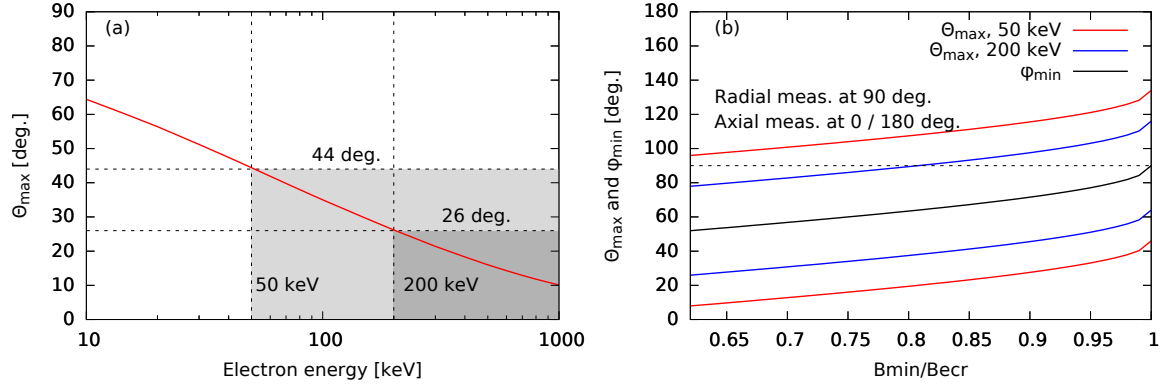 (a)
90
80
70
60
50
40
30
20
10
0
Θmax [deg.]
44 deg.
26 deg.
50 keV
200 keV
10
100
1000
Electron energy [keV]
(b)
180
160
140
120
100
80
60
40
20
0
Θmax and φmin [deg.]
Θmax, 50 keV
Θmax, 200 keV
φmin
Radial meas. at 90 deg.
Axial meas. at 0 / 180 deg.
0.65
0.7
0.75
0.8
0.85
0.9
0.95
1
Bmin/Becr